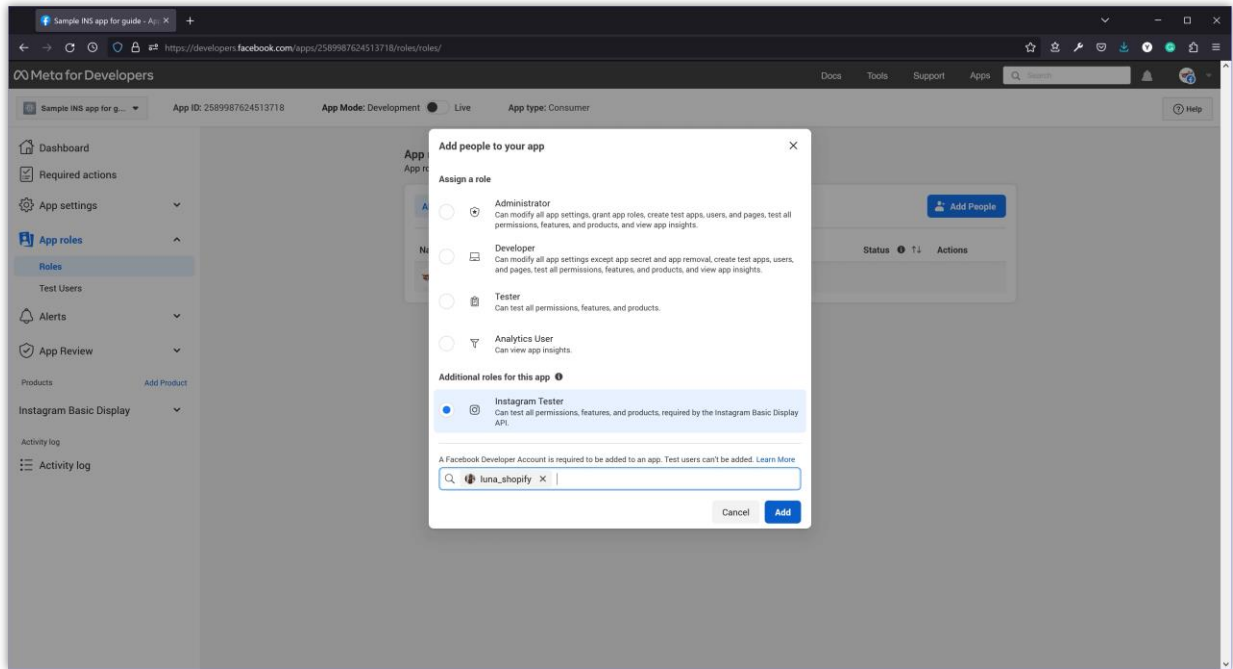 Sample INS app for guide - Ap
https://developers.facebook.com/apps/2589987624513718/roles/roles/
Meta for Developers
Docs
Tools
Support
Apps
Search
Sample INS app for g...
App ID: 2589987624513718
App Mode: Development
Live
App type: Consumer
Help
Dashboard
Required actions
App settings
App roles
Roles
Test Users
Alerts
App Review
Products
Add Product
Instagram Basic Display
Activity log
Activity log
App
Add People
Status
Actions
Add people to your app
Assign a role
Administrator
Can modify all app settings, grant app roles, create test apps, users, and pages, test all
permissions, features, and products, and view app insights.
Developer
Can modify all app settings except app secret and app removal, create test apps, users,
and pages, test all permissions, features, and products, and view app insights.
Tester
Can test all permissions, features, and products.
Analytics User
Can view app insights.
Additional roles for this app
Instagram Tester
Can test all permissions, features, and products, required by the Instagram Basic Display
API.
A Facebook Developer Account is required to be added to an app. Test users can't be added. Learn More
luna_shopify
Cancel
Add